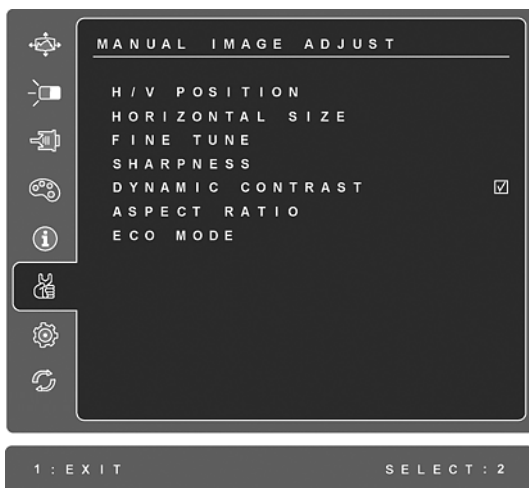 MANUAL IMAGE ADJUST
H/V POSITION
HORIZONTAL SIZE
FINE TUNE
SHARPNESS
DYNAMIC CONTRAST
ASPECT RATIO
ECO MODE
1:EXIT SELECT:2